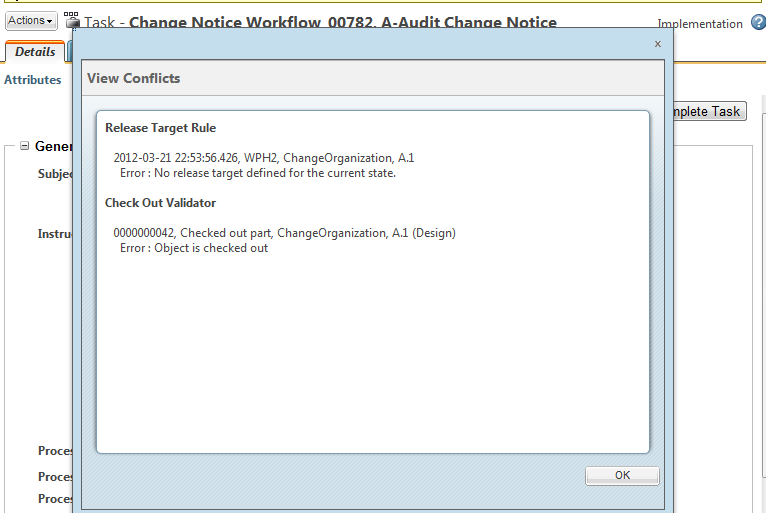 Actions
Task - Change Notice Workflow 00782, A-Audit Change Notice
Implementation
Details
Attributes
x
View Conflicts
mplete Task
Release Target Rule
2012-03-21 22:53:56.426, WPH2, ChangeOrganization, A.1
Error : No release target defined for the current state.
Check Out Validator
0000000042, Checked out part, ChangeOrganization, A.1 (Design)
Error : Object is checked out
Gener
Subje
Instru
Proce
Proce
Proce
OK